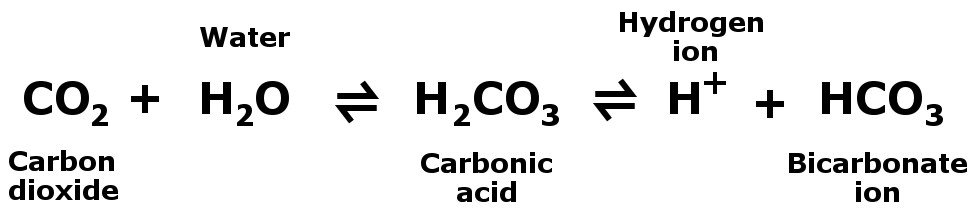 Water
Hydrogen
ion
CO₂ + H₂O ⇌ H₂CO₃ ⇌ H⁺ + HCO₃
Carbon
dioxide
Carbonic
acid
Bicarbonate
ion